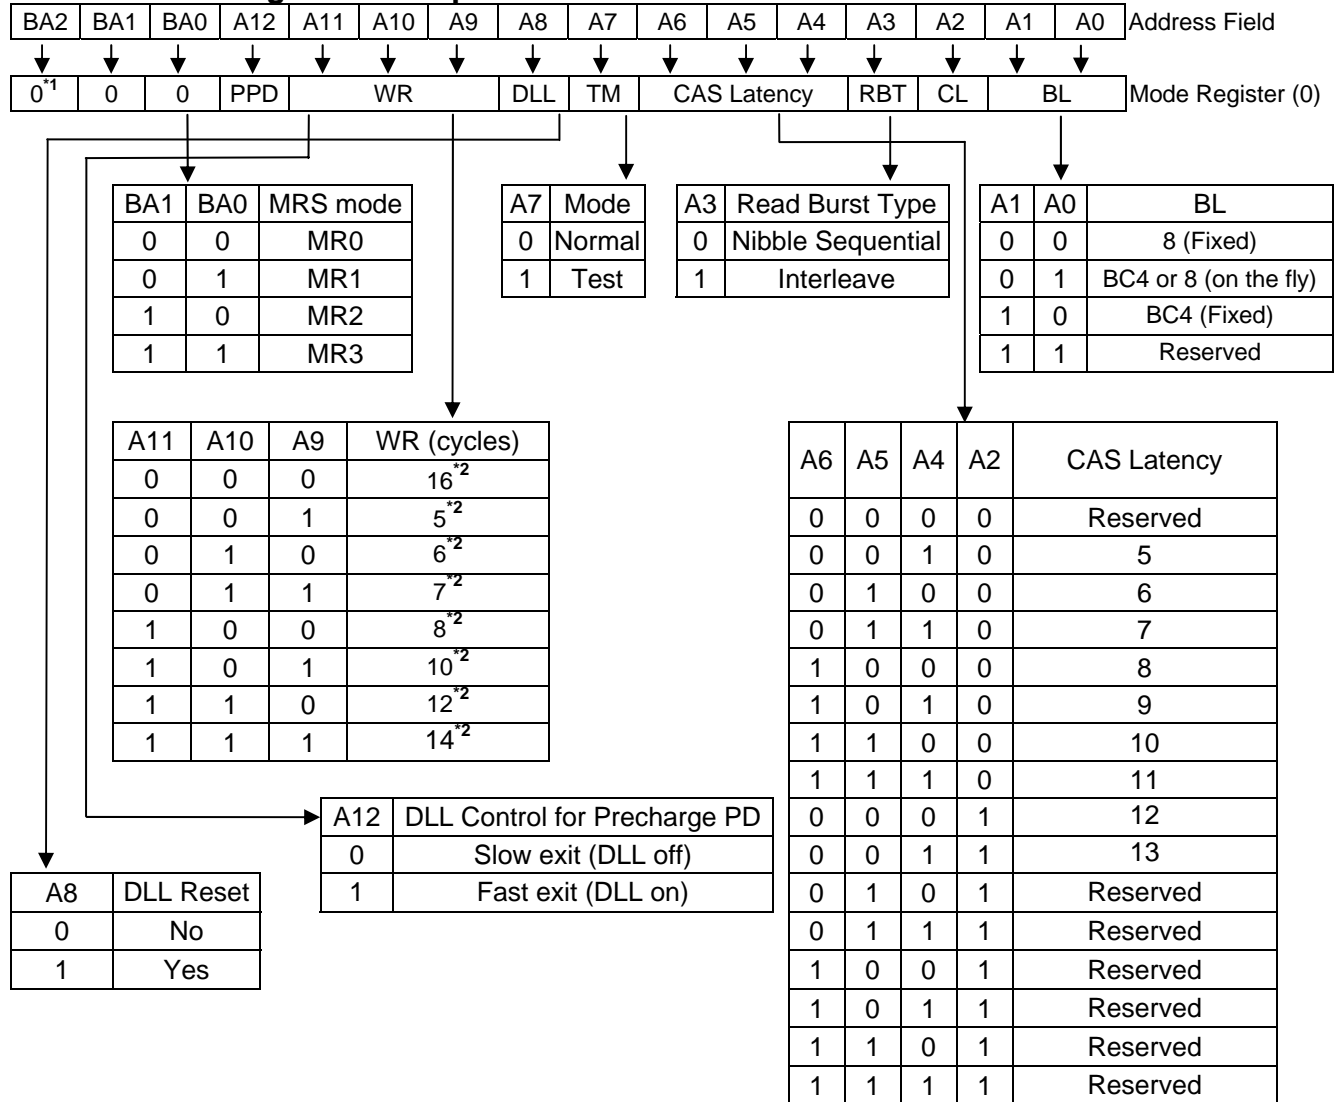 BA2 BA1 BA0 A12 A11 A10 A9 A8 A7 A6 A5 A4 A3 A2 A1 A0 Address Field
0*1 0 0 PPD WR DLL TM CAS Latency RBT CL BL Mode Register (0)
BA1 BA0 MRS mode
0 0 MR0
0 1 MR1
1 0 MR2
1 1 MR3
A7 Mode
0 Normal
1 Test
A3 Read Burst Type
0 Nibble Sequential
1 Interleave
A1 A0 BL
0 0 8 (Fixed)
0 1 BC4 or 8 (on the fly)
1 0 BC4 (Fixed)
1 1 Reserved
A11 A10 A9 WR (cycles)
0 0 0 16*2
0 0 1 5*2
0 1 0 6*2
0 1 1 7*2
1 0 0 8*2
1 0 1 10*2
1 1 0 12*2
1 1 1 14*2
A6 A5 A4 A2 CAS Latency
0 0 0 0 Reserved
0 0 1 0 5
0 1 0 0 6
0 1 1 0 7
1 0 0 0 8
1 0 1 0 9
1 1 0 0 10
1 1 1 0 11
0 0 0 1 12
0 0 1 1 13
0 1 0 1 Reserved
0 1 1 1 Reserved
1 0 0 1 Reserved
1 0 1 1 Reserved
1 1 0 1 Reserved
1 1 1 1 Reserved
A12 DLL Control for Precharge PD
0 Slow exit (DLL off)
1 Fast exit (DLL on)
A8 DLL Reset
0 No
1 Yes